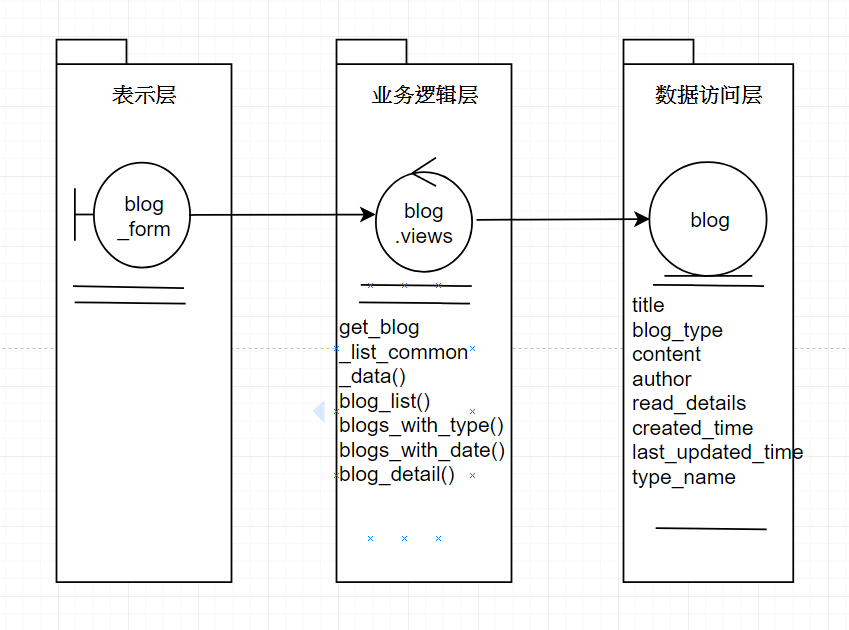 表示层
blog
_form
业务逻辑层
blog
.views
get_blog
_list_common
_data()
blog_list()
blogs_with_type()
blogs_with_date()
blog_detail()
数据访问层
blog
title
blog_type
content
author
read_details
created_time
last_updated_time
type_name